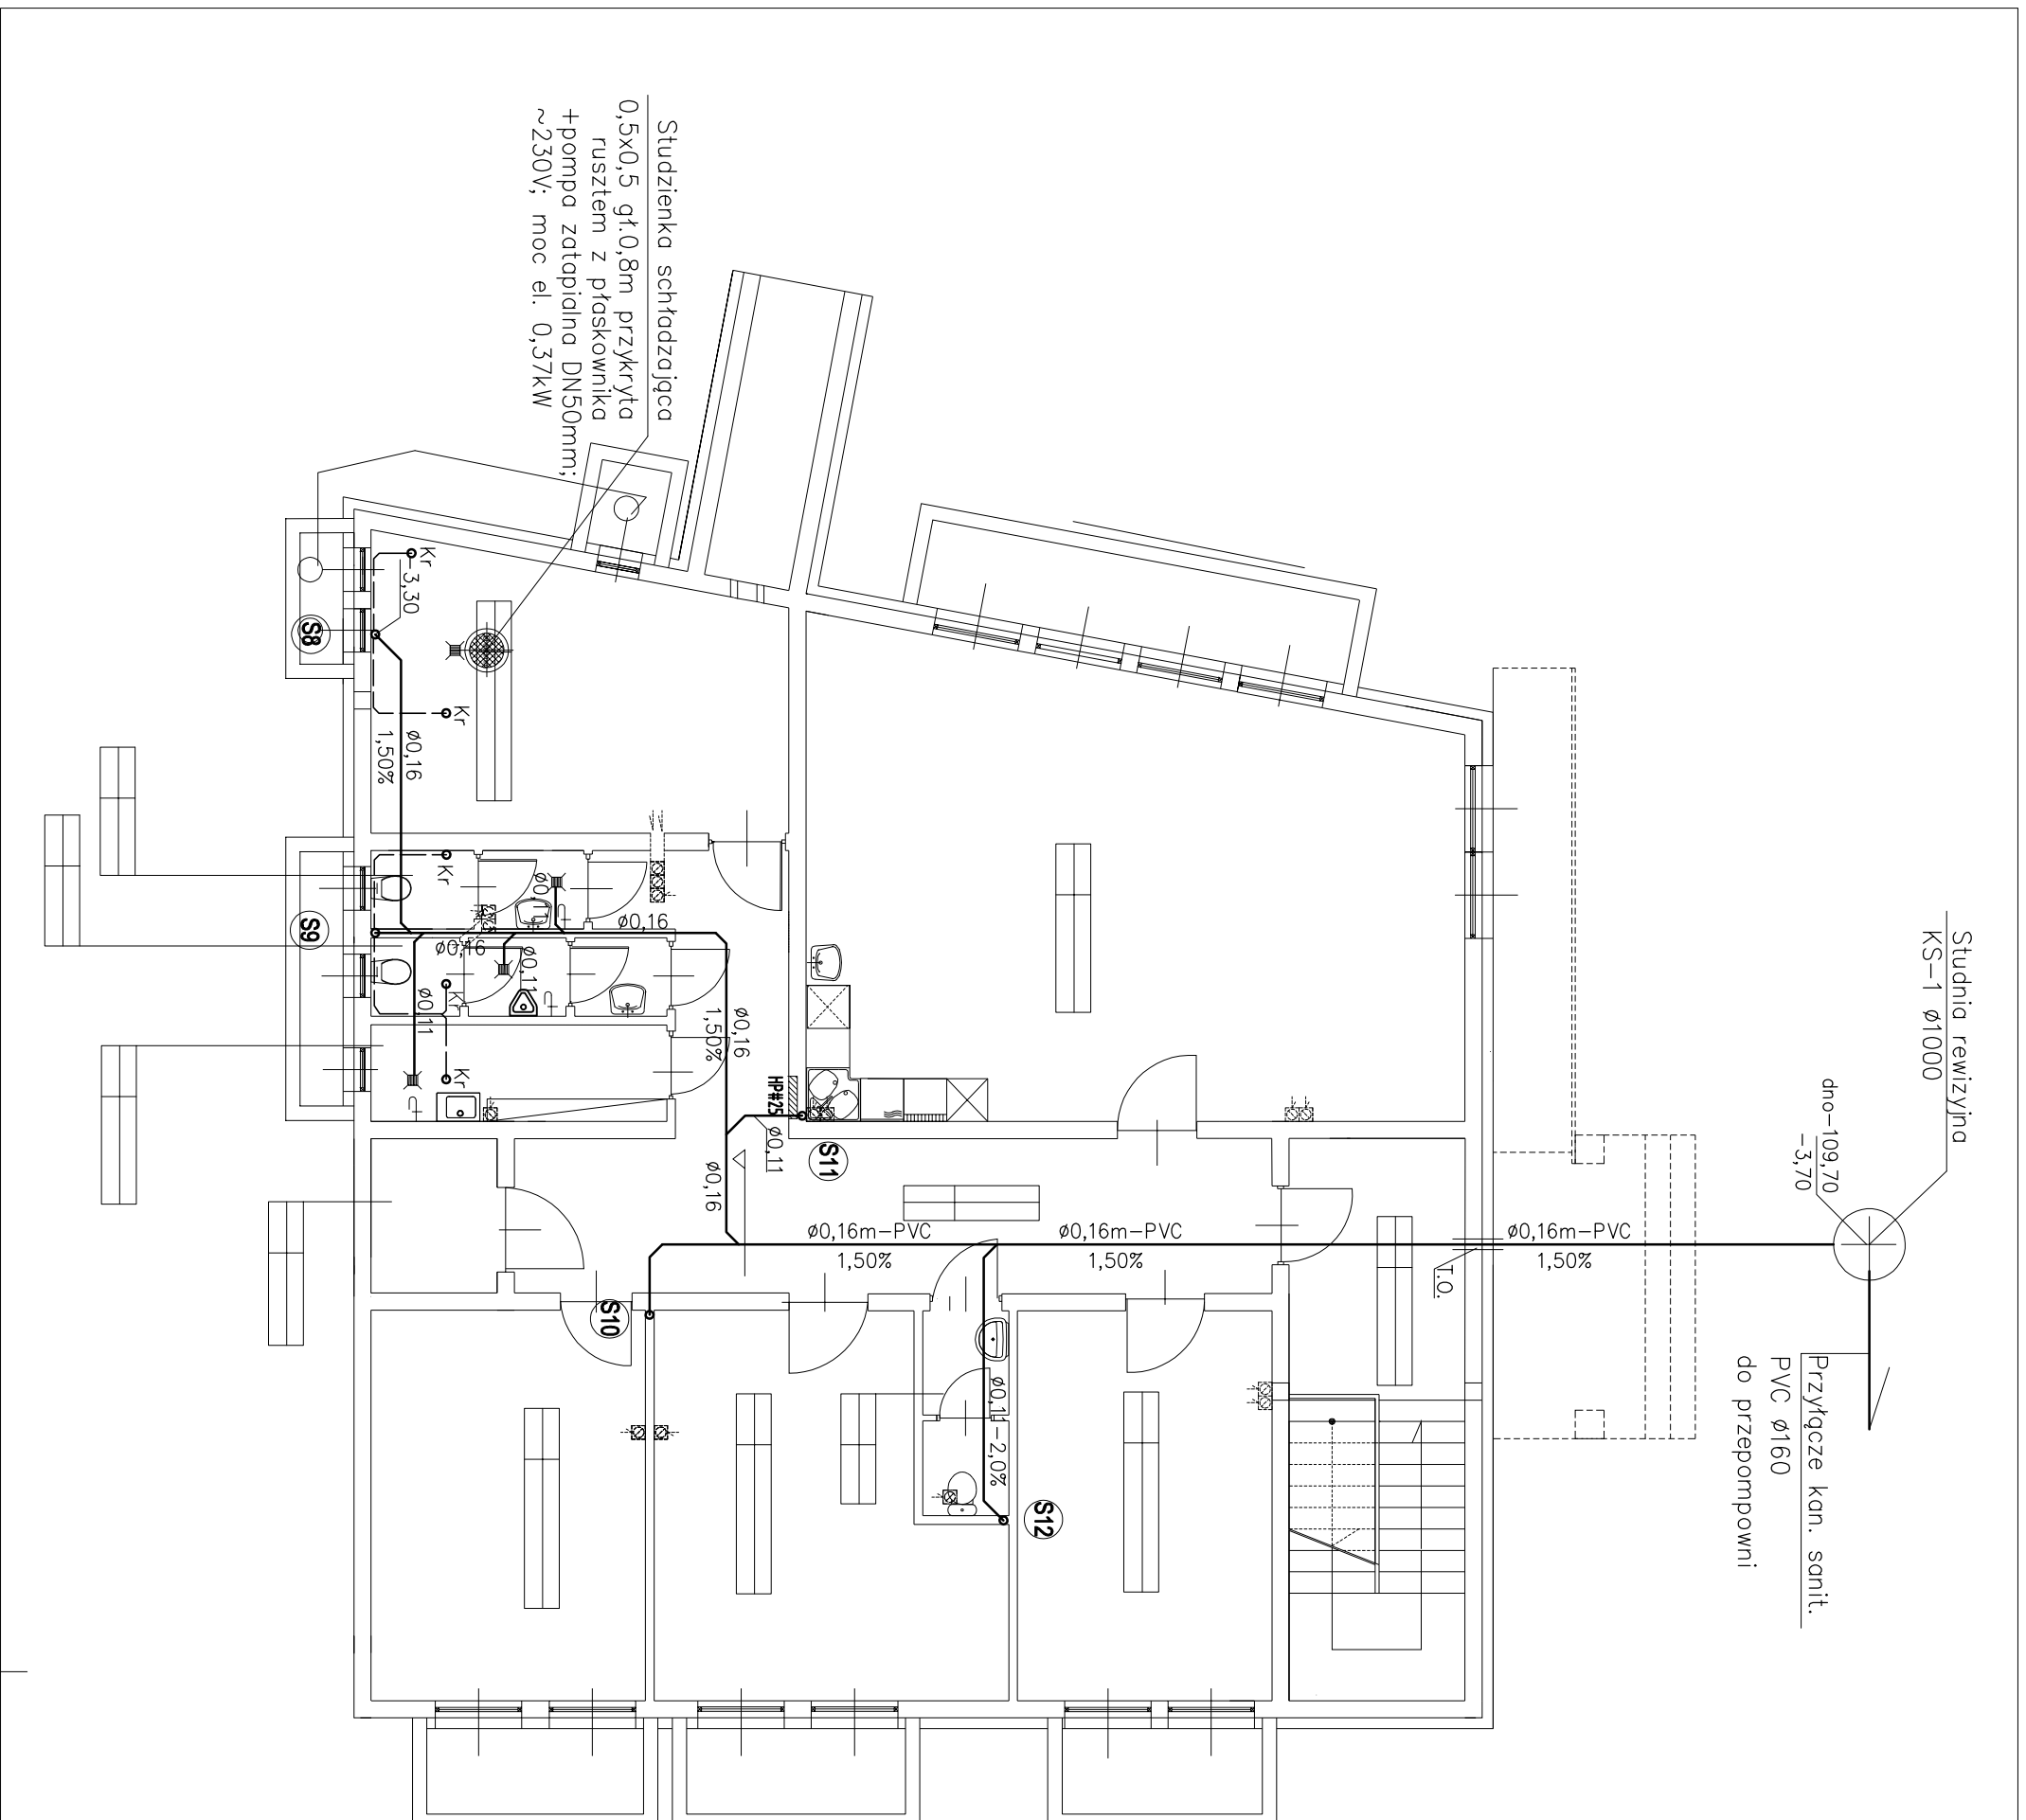 Studnia rewizyjna
KS-1 ø1000
dno-109,70
-3,70
Przyłącze kan. sanit.
PVC ø160
do przepompowni
Studzienka schładzająca
0,5x0,5 gł.0,8m przykryta
rusztem z płaskownika
+pompa zatapialna DN50mm;
~230V; moc el. 0,37kW
ø0,16m-PVC
1,50%
ø0,16m-PVC
1,50%
ø0,16m-PVC
1,50%
T.O.
S11
HP#25
ø0,11
ø0,16
ø0,16
1,50%
S12
ø0,11-2,0%
S10
ø0,16
ø0,16
ø0,11
ø0,11
ø0,11
Kr
Kr
Kr
Kr
Kr
-3,30
ø0,16
1,50%
S8
S9